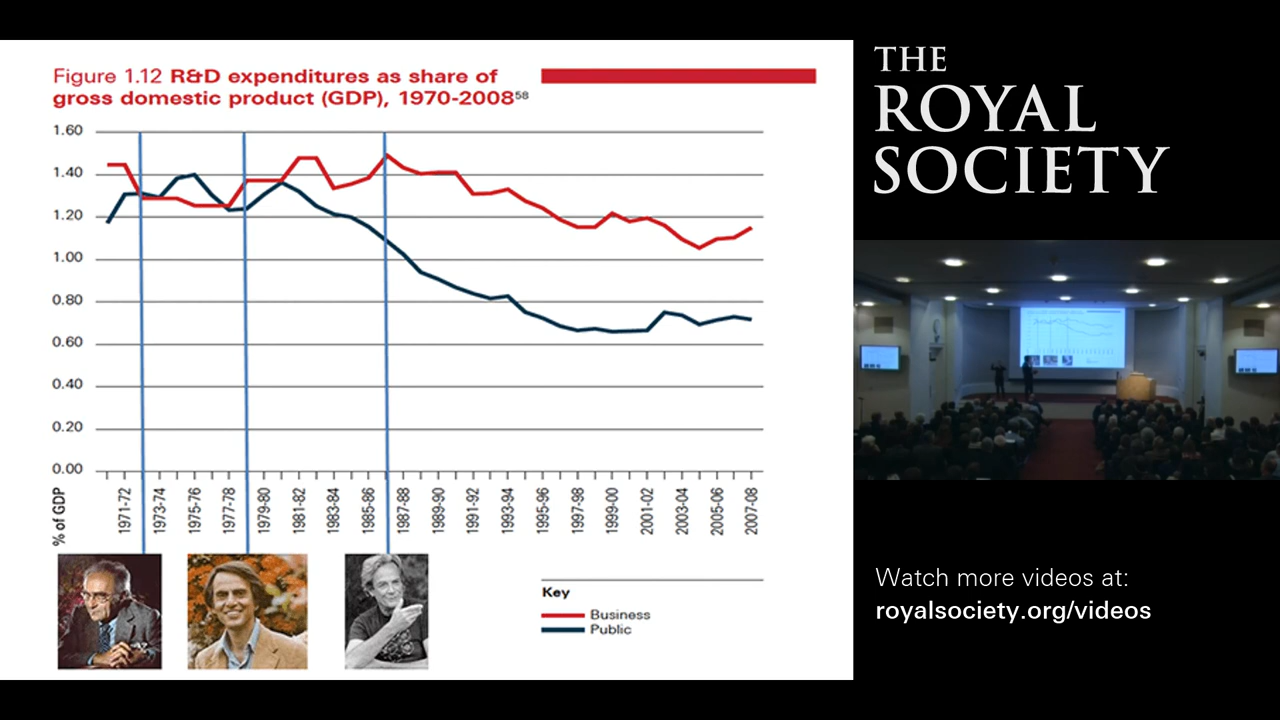 Figure 1.12 R&D expenditures as share of
gross domestic product (GDP), 1970-2008⁵⁸
1.60
1.40
1.20
1.00
0.80
0.60
0.40
0.20
0.00
% of GDP
1971-72
1973-74
1975-76
1977-78
1979-80
1981-82
1983-84
1985-86
1987-88
1989-90
1991-92
1993-94
1995-96
1997-98
1999-00
2001-02
2003-04
2005-06
2007-08
Key
Business
Public
THE
ROYAL
SOCIETY
Watch more videos at:
royalsociety.org/videos